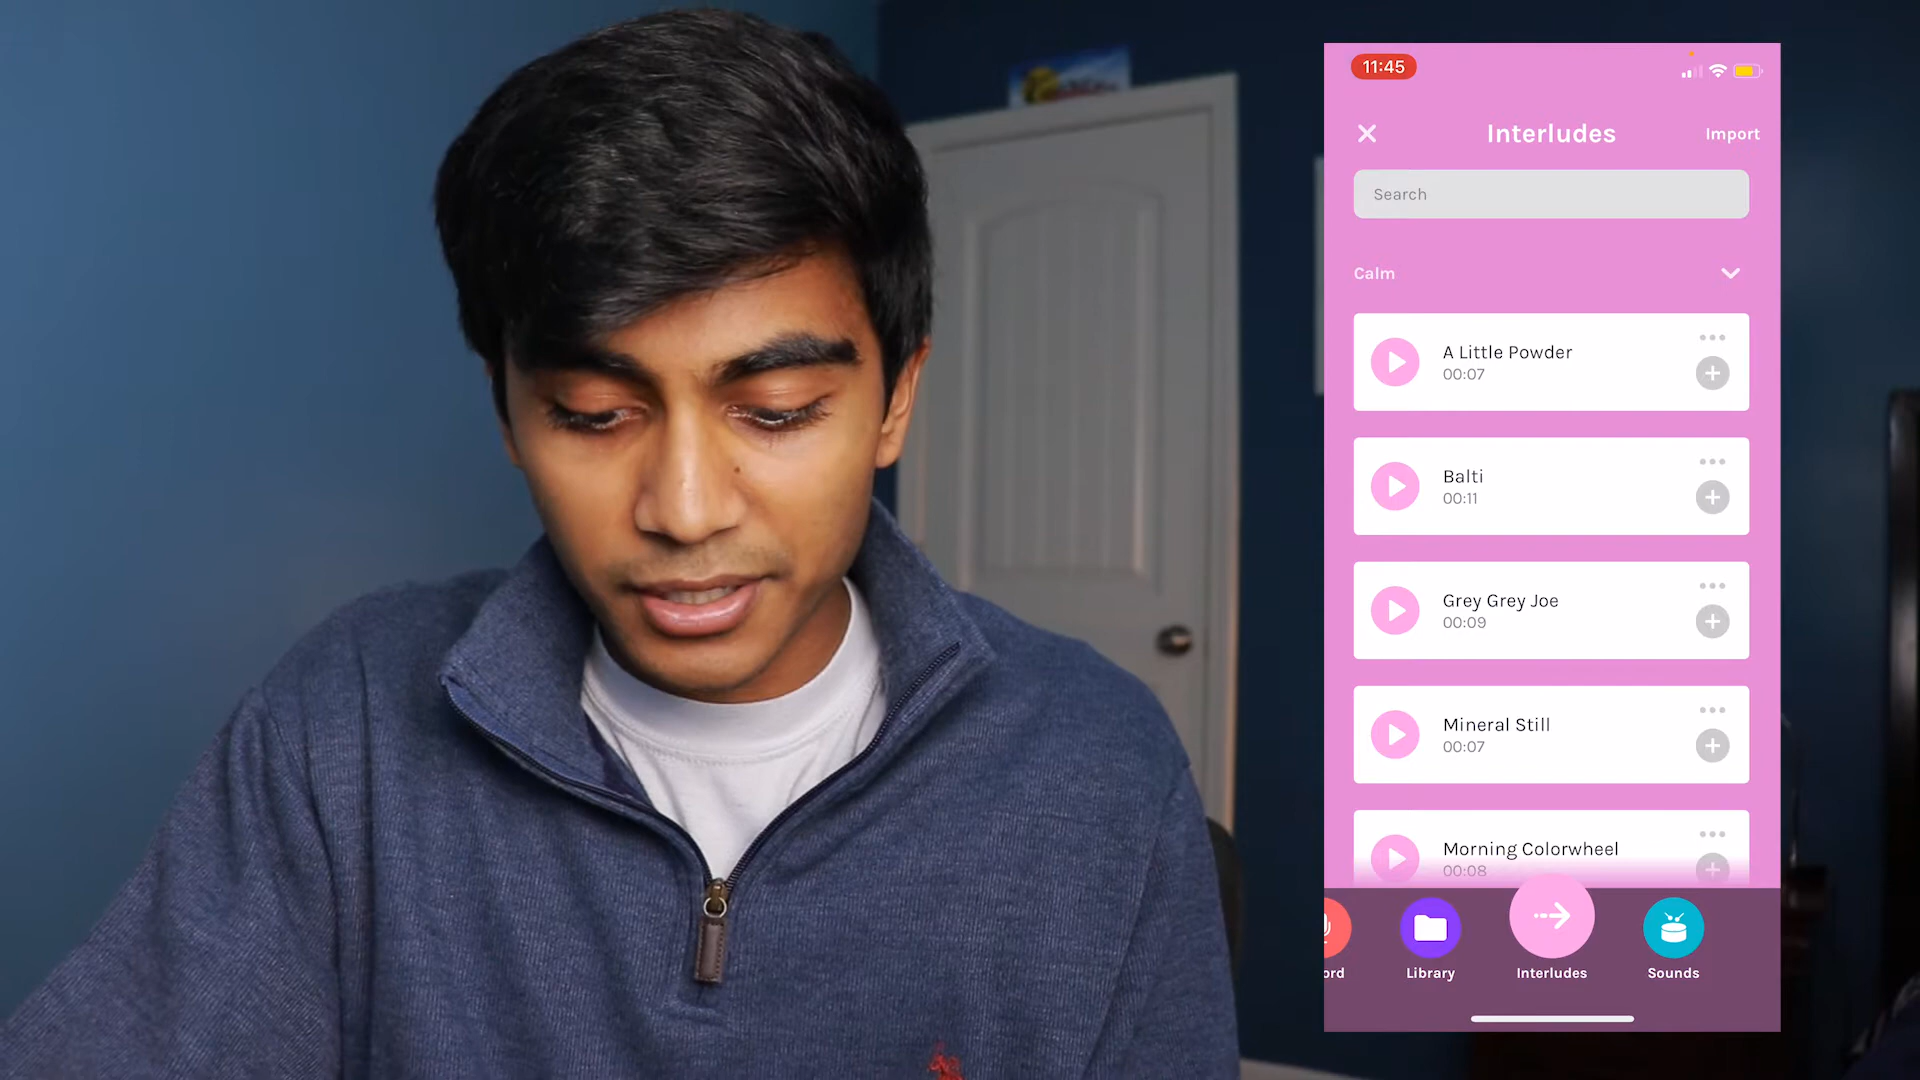 11:45
Interludes
Import
Search
Calm
A Little Powder
00:07
Balti
00:11
Grey Grey Joe
00:09
Mineral Still
00:07
Morning Colorwheel
00:08
ord
Library
Interludes
Sounds